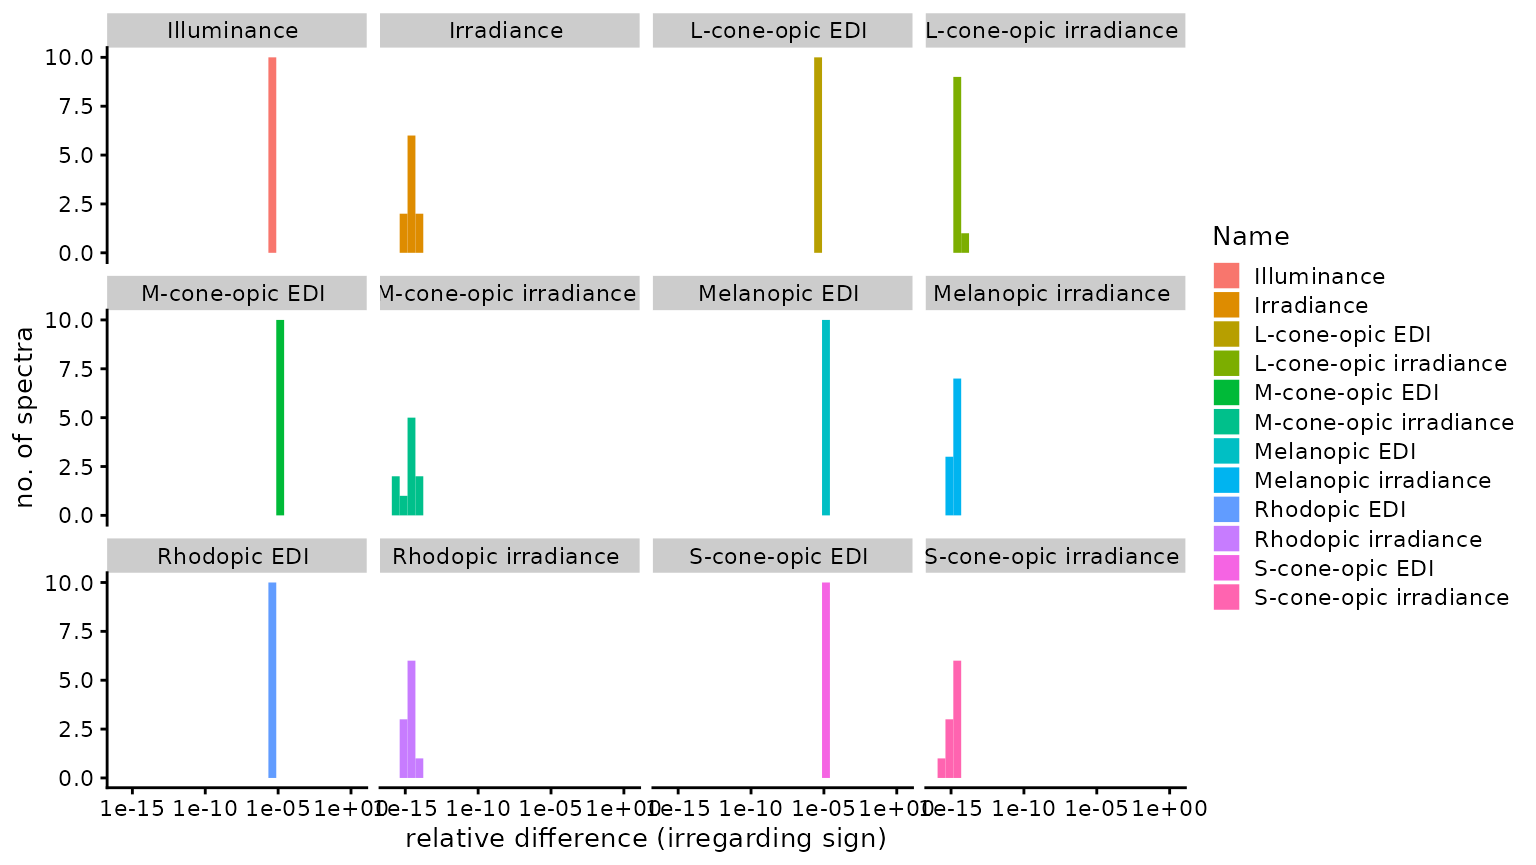 Illuminance Irradiance L-cone-opic EDI L-cone-opic irradiance
10.0
7.5
5.0
2.5
0.0
M-cone-opic EDI M-cone-opic irradiance Melanopic EDI Melanopic irradiance
10.0
7.5
5.0
2.5
0.0
Rhodopic EDI Rhodopic irradiance S-cone-opic EDI S-cone-opic irradiance
10.0
7.5
5.0
2.5
0.0
1e-15 1e-10 1e-05 1e+00 1e-15 1e-10 1e-05 1e+00 1e-15 1e-10 1e-05 1e+00 1e-15 1e-10 1e-05 1e+00
relative difference (irregarding sign)
no. of spectra
Name
Illuminance
Irradiance
L-cone-opic EDI
L-cone-opic irradiance
M-cone-opic EDI
M-cone-opic irradiance
Melanopic EDI
Melanopic irradiance
Rhodopic EDI
Rhodopic irradiance
S-cone-opic EDI
S-cone-opic irradiance